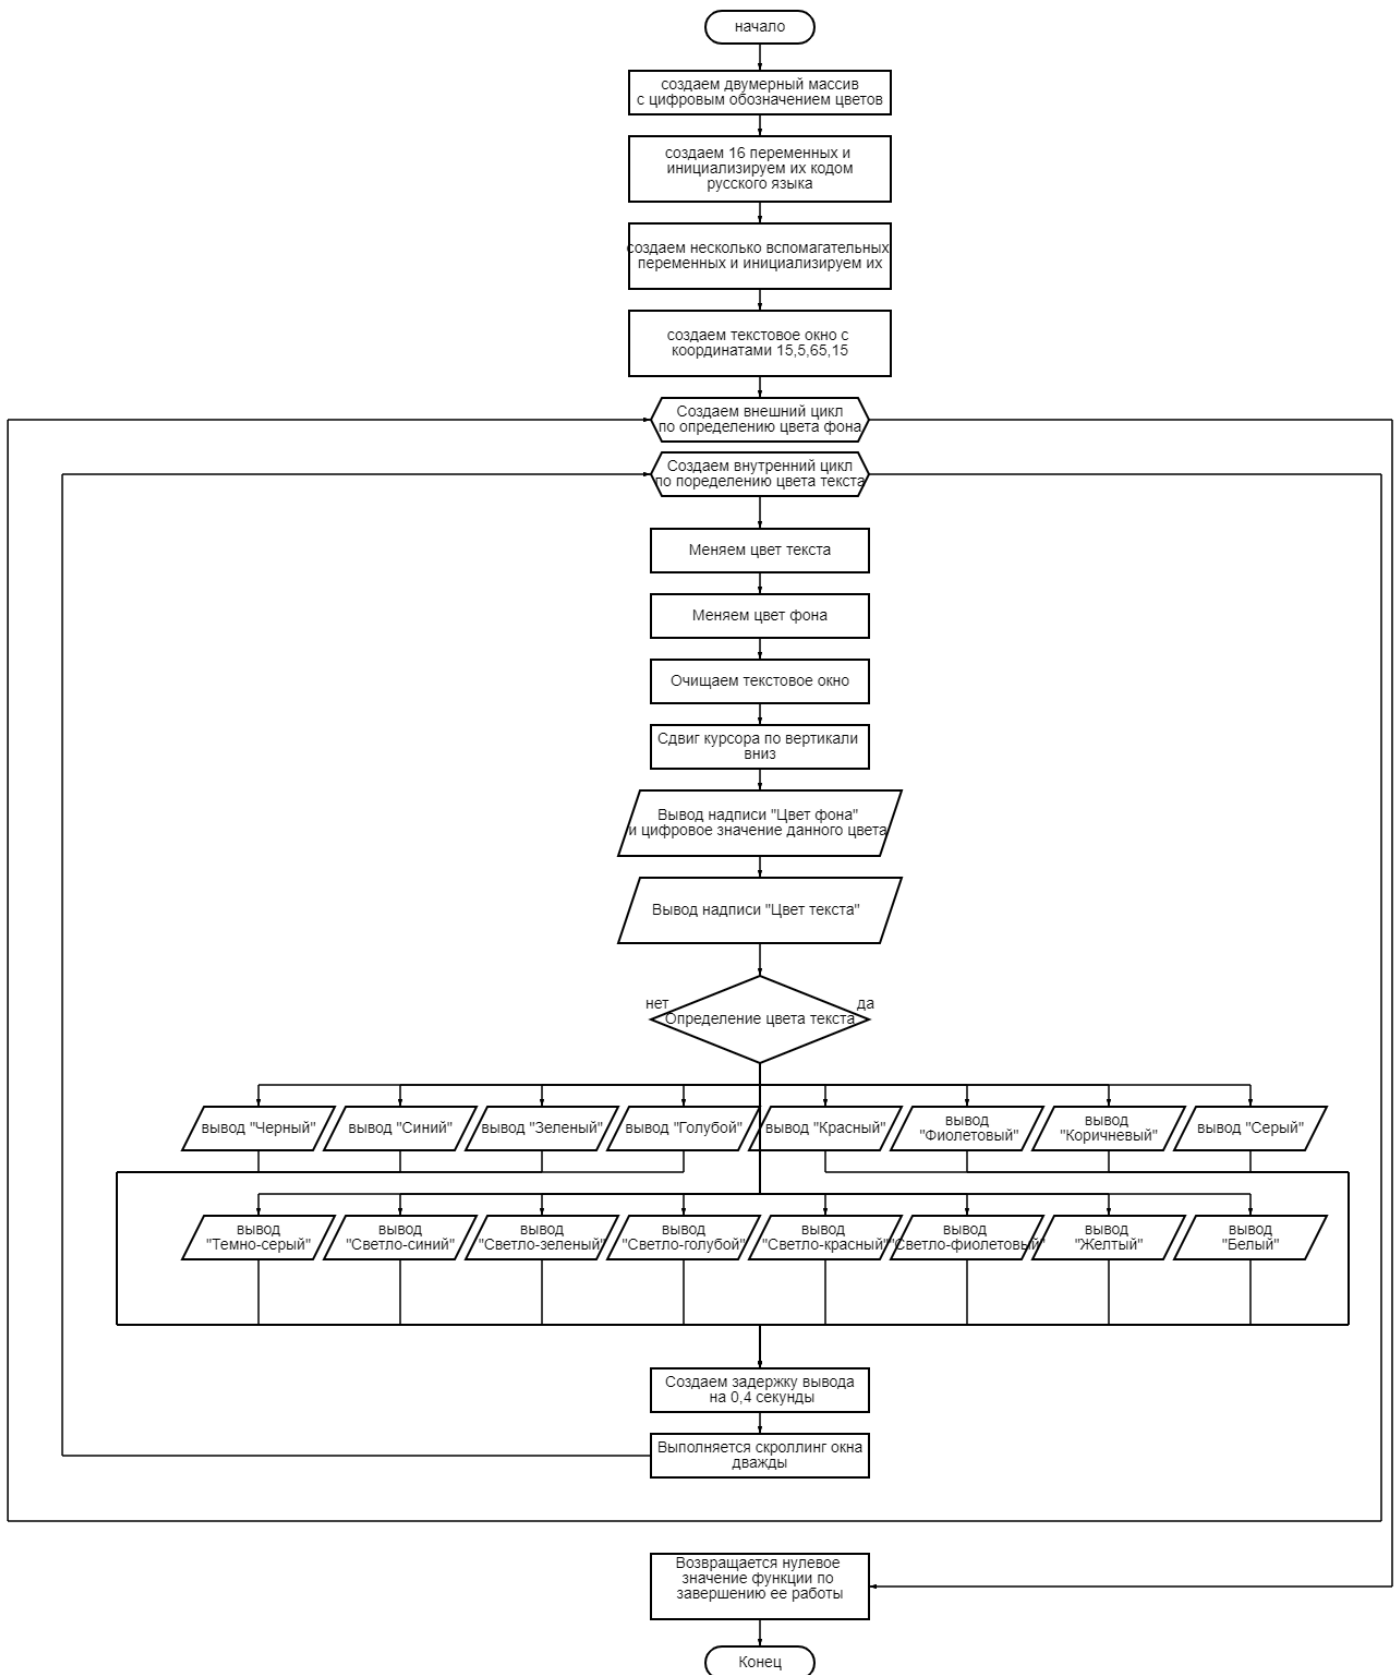 начало
создаем двумерный массив
с цифровым обозначением цветов
создаем 16 переменных и
инициализируем их кодом
русского языка
создаем несколько вспомагательных
переменных и инициализируем их
создаем текстовое окно с
координатами 15,5,65,15
Создаем внешний цикл
по определению цвета фона
Создаем внутренний цикл
по поределению цвета текста
Меняем цвет текста
Меняем цвет фона
Очищаем текстовое окно
Сдвиг курсора по вертикали
вниз
Вывод надписи "Цвет фона"
и цифровое значение данного цвета
Вывод надписи "Цвет текста"
нет
да
Определение цвета текста
вывод "Черный"
вывод "Синий"
вывод "Зеленый"
вывод "Голубой"
вывод "Красный"
вывод
"Фиолетовый"
вывод
"Коричневый"
вывод "Серый"
вывод
"Темно-серый"
вывод
"Светло-синий"
вывод
"Светло-зеленый"
вывод
"Светло-голубой"
вывод
"Светло-красный"
вывод
"Светло-фиолетовый"
вывод
"Желтый"
вывод
"Белый"
Создаем задержку вывода
на 0,4 секунды
Выполняется скроллинг окна
дважды
Возвращается нулевое
значение функции по
завершению ее работы
Конец